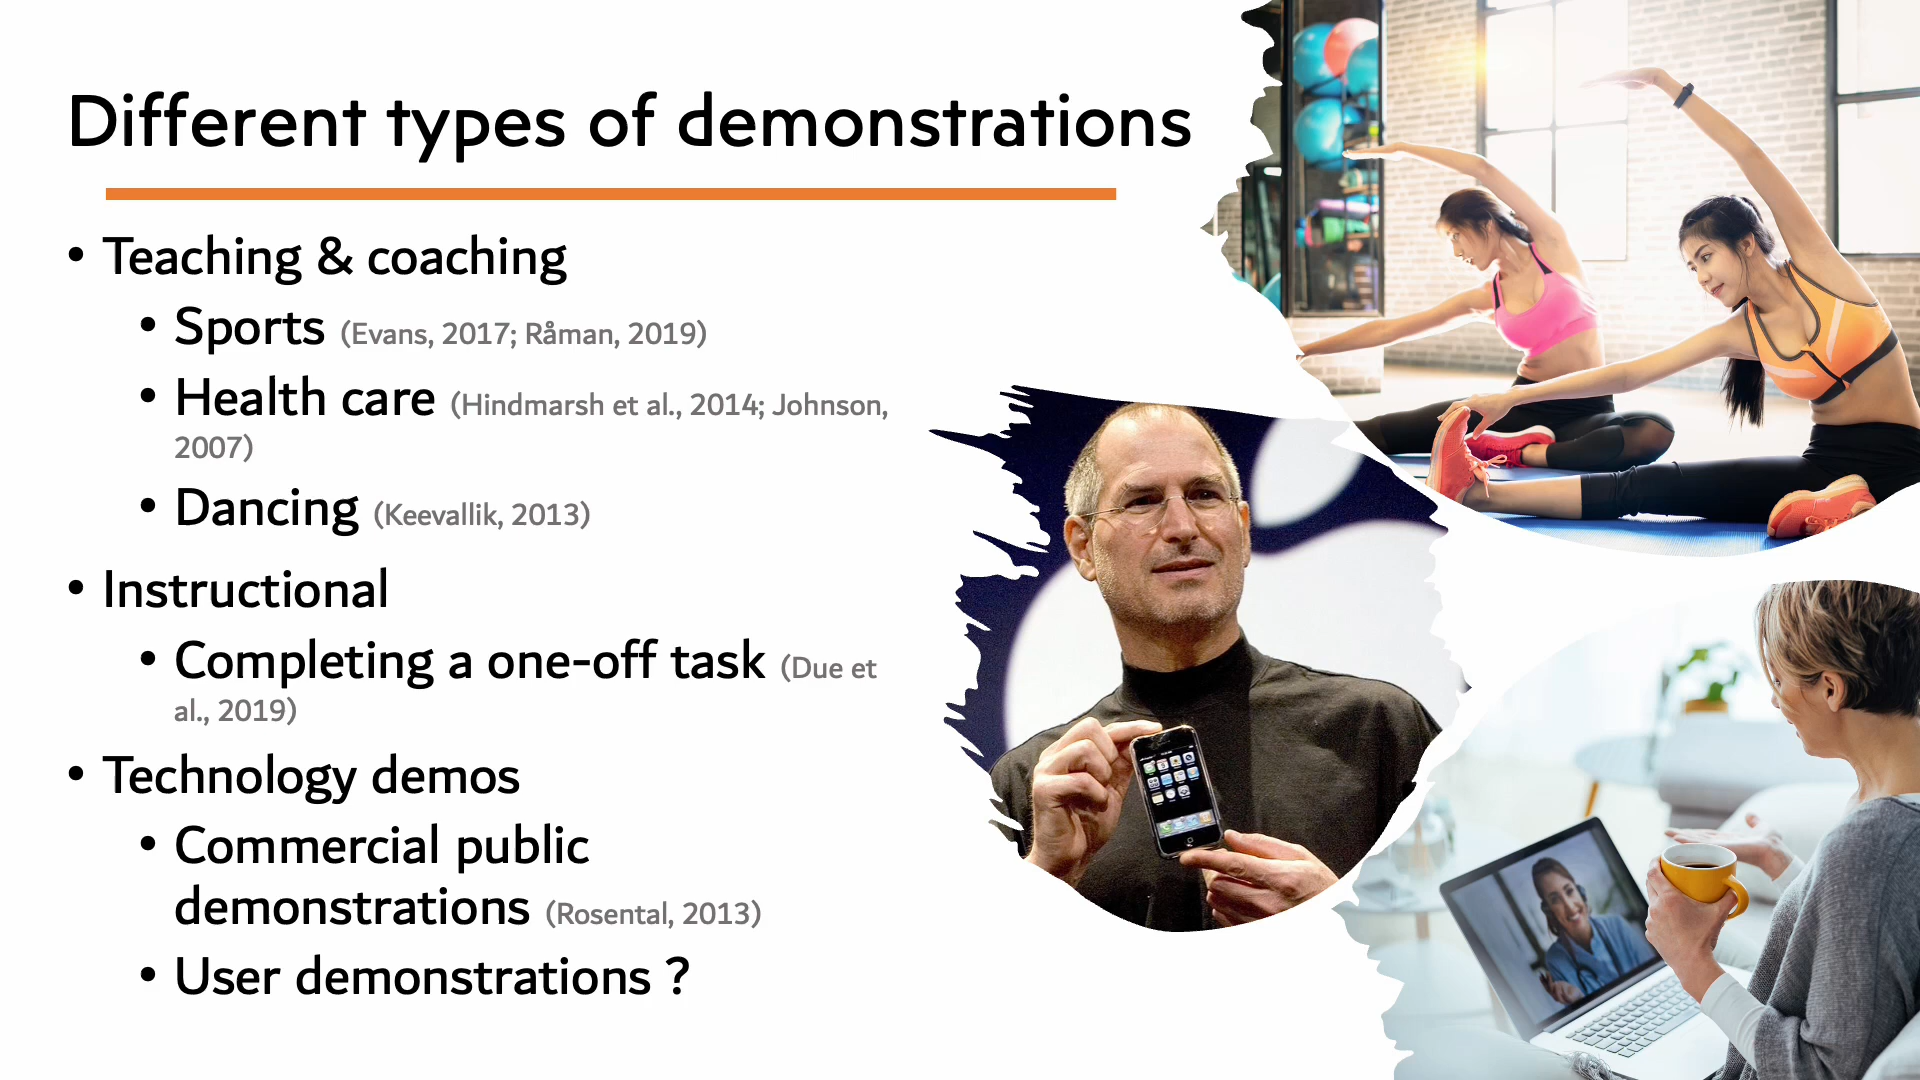 Different types of demonstrations
• Teaching & coaching
• Sports (Evans, 2017; Råman, 2019)
• Health care (Hindmarsh et al., 2014; Johnson,
2007)
• Dancing (Keevallik, 2013)
• Instructional
• Completing a one-off task (Due et
al., 2019)
• Technology demos
• Commercial public
demonstrations (Rosental, 2013)
• User demonstrations ?